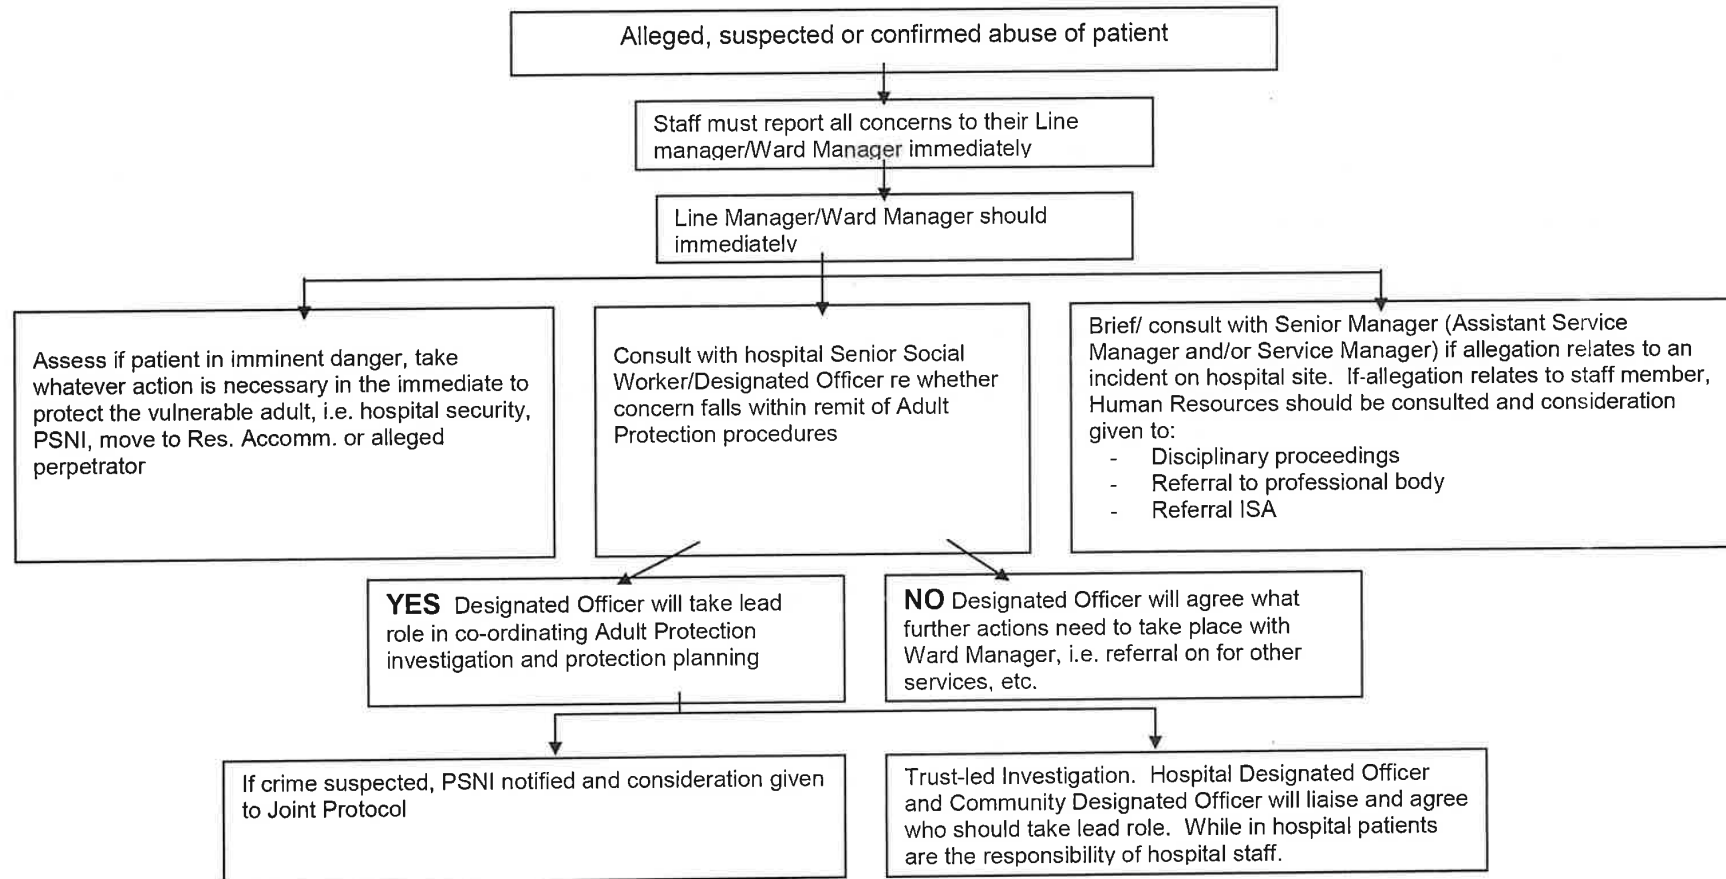 Alleged, suspected or confirmed abuse of patient
Staff must report all concerns to their Line
manager/Ward Manager immediately
Line Manager/Ward Manager should
immediately
Assess if patient in imminent danger, take
whatever action is necessary in the immediate to
protect the vulnerable adult, i.e. hospital security,
PSNI, move to Res. Accomm. or alleged
perpetrator
Consult with hospital Senior Social
Worker/Designated Officer re whether
concern falls within remit of Adult
Protection procedures
Brief/ consult with Senior Manager (Assistant Service
Manager and/or Service Manager) if allegation relates to an
incident on hospital site. If-allegation relates to staff member,
Human Resources should be consulted and consideration
given to:
- Disciplinary proceedings
- Referral to professional body
- Referral ISA
YES Designated Officer will take lead
role in co-ordinating Adult Protection
investigation and protection planning
NO Designated Officer will agree what
further actions need to take place with
Ward Manager, i.e. referral on for other
services, etc.
If crime suspected, PSNI notified and consideration given
to Joint Protocol
Trust-led Investigation. Hospital Designated Officer
and Community Designated Officer will liaise and agree
who should take lead role. While in hospital patients
are the responsibility of hospital staff.